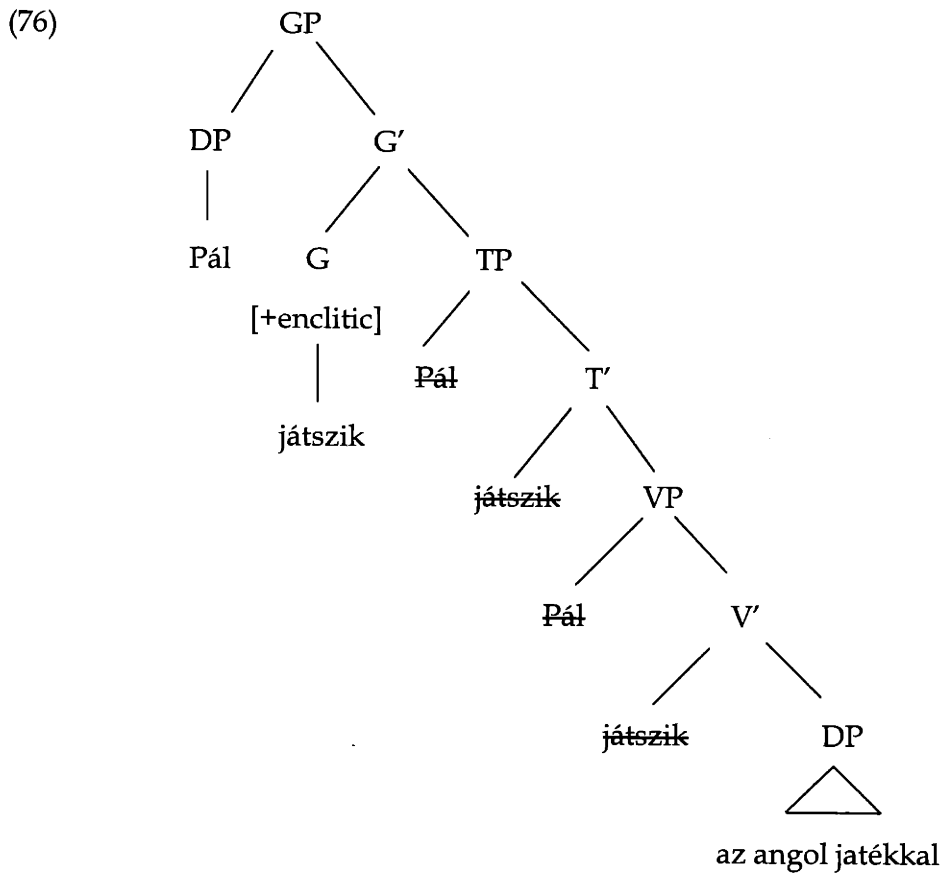 (76)
GP
DP G′
Pál G TP
[+enclitic]
Pál T′
játszik
játszik VP
Pál V′
játszik DP
az angol jatékkal